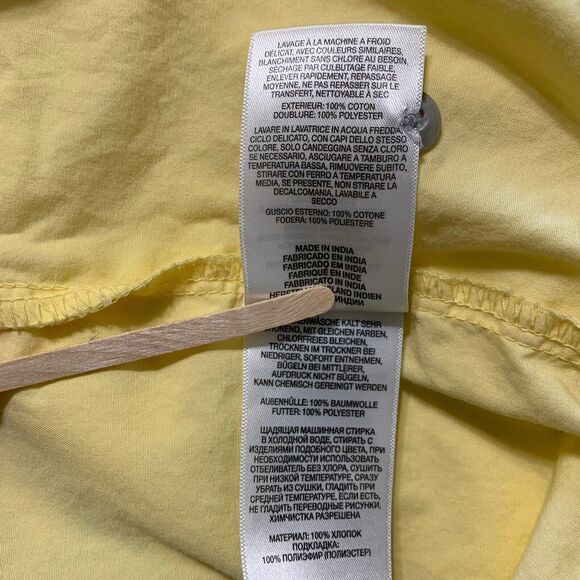 LAVAGE À LA MACHINE A FROID
DÉLICAT. AVEC COULEURS SIMILAIRES,
BLANCHIMENT SANS CHLORE AU BESOIN,
SÉCHAGE PAR CULBUTAGE FAIBLE,
ENLEVER RAPIDEMENT, REPASSAGE
MOYENNE, NE PAS REPASSER SUR LE
TRANSFERT, NETTOYABLE À SEC
EXTERIEUR: 100% COTON
DOUBLURE: 100% POLYESTER
LAVARE IN LAVATRICE IN ACQUA FREDDA,
CICLO DELICATO, CON CAPI DELLO STESSO
COLORE, SOLO CANDEGGINA SENZA CLORO
SE NECESSARIO, ASCIUGARE A TAMBURO A
TEMPERATURA BASSA, RIMUOVERE SUBITO,
STIRARE CON FERRO A TEMPERATURA
MEDIA, SE PRESENTE, NON STIRARE LA
DECALCOMANIA, LAVABILE A
SECCO
GUSCIO ESTERNO: 100% COTONE
FODERA: 100% POLIESTERE
MADE IN INDIA
FABRICADO EN INDIA
FABRICADO EM INDIA
FABRIQUÉ EN INDE
FABBRICATO IN INDIA
INDIEN
KALT SEHR
SCHONEND, MIT GLEICHEN FARBEN,
CHLORFREIES BLEICHEN,
TROCKNEN IM TROCKNER BEI
NIEDRIGER, SOFORT ENTNEHMEN,
BÜGELN BEI MITTLERER,
AUFDRUCK NICHT BÜGELN,
KANN CHEMISCH GEREINIGT WERDEN
AUßENHÜLLE: 100% BAUMWOLLE
FUTTER: 100% POLYESTER
ЩАДЯЩАЯ МАШИННАЯ СТИРКА
В ХОЛОДНОЙ ВОДЕ, СТИРАТЬ С
ИЗДЕЛИЯМИ ПОДОБНОГО ЦВЕТА, ПРИ
НЕОБХОДИМОСТИ ИСПОЛЬЗОВАТЬ
ОТБЕЛИВАТЕЛЬ БЕЗ ХЛОРА, СУШИТЬ
ПРИ НИЗКОЙ ТЕМПЕРАТУРЕ, СРАЗУ
УБРАТЬ ИЗ СУШКИ, ГЛАДИТЬ ПРИ
СРЕДНЕЙ ТЕМПЕРАТУРЕ, ЕСЛИ ЕСТЬ,
НЕ ГЛАДИТЬ ПЕРЕВОДНЫЕ РИСУНКИ,
ХИМЧИСТКА РАЗРЕШЕНА
МАТЕРИАЛ: 100% ХЛОПОК
ПОДКЛАДКА:
100% ПОЛИЭФИР (ПОЛИЭСТЕР)